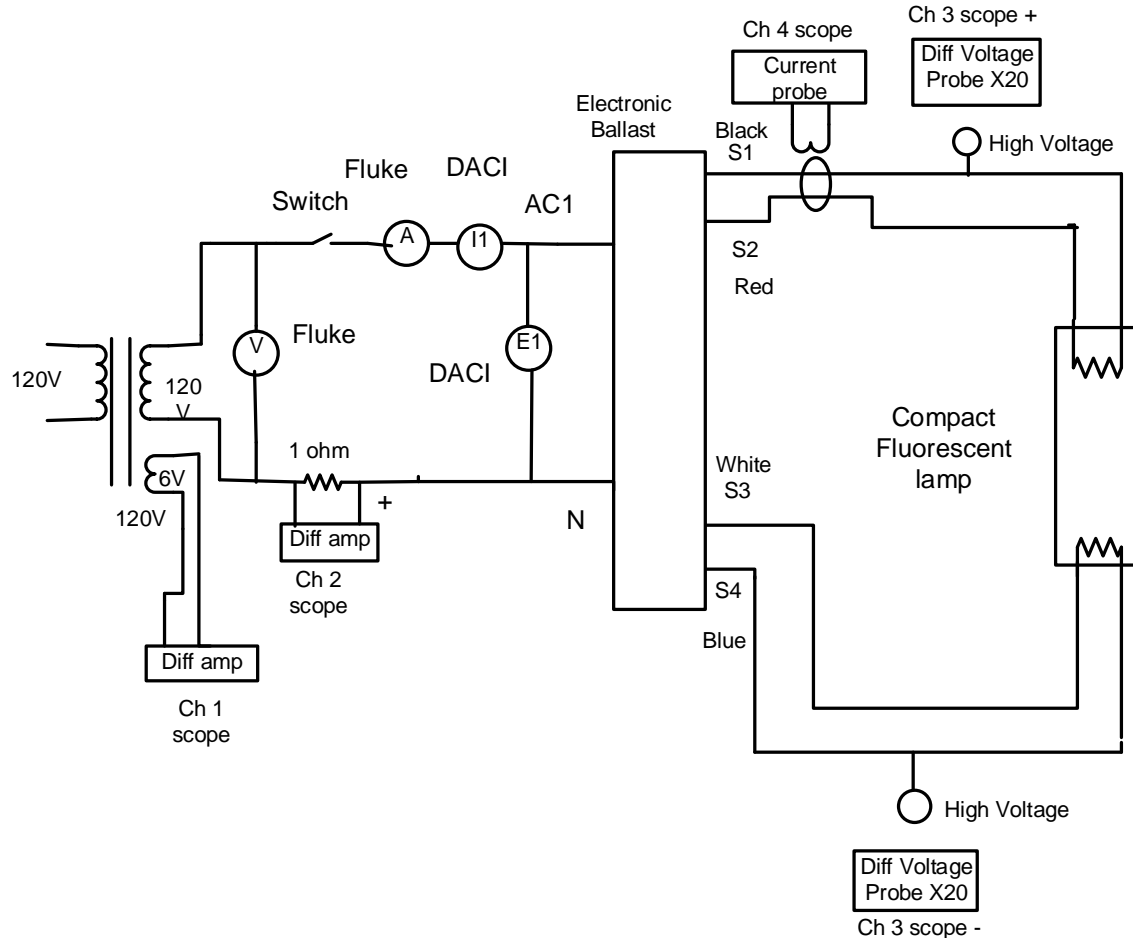 Ch 3 scope +
Ch 4 scope
Diff Voltage
Probe X20
Current
probe
Electronic
Ballast
Black
S1
High Voltage
Fluke
DACI
Switch
AC1
A
I1
S2
Red
Fluke
V
E1
DACI
120V
120
V
Compact
Fluorescent
lamp
1 ohm
White
S3
6V
120V
+
N
Diff amp
Ch 2
scope
S4
Blue
Diff amp
Ch 1
scope
High Voltage
Diff Voltage
Probe X20
Ch 3 scope -